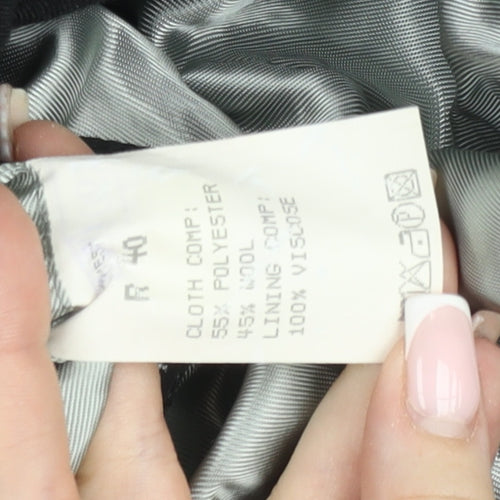 R 40
CLOTH COMP:
55% POLYESTER
45% WOOL
LINING COMP:
100% VISCOSE